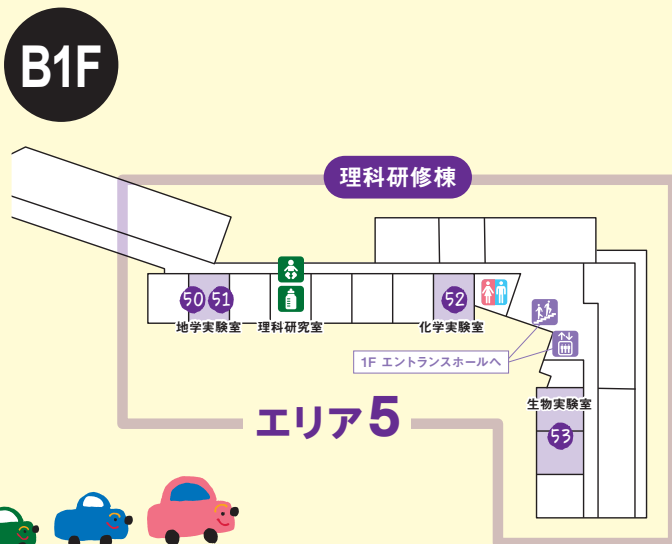 B1F
理科研修棟
50 51
52
地学実験室
理科研究室
化学実験室
1F エントランスホールへ
生物実験室
53
エリア5